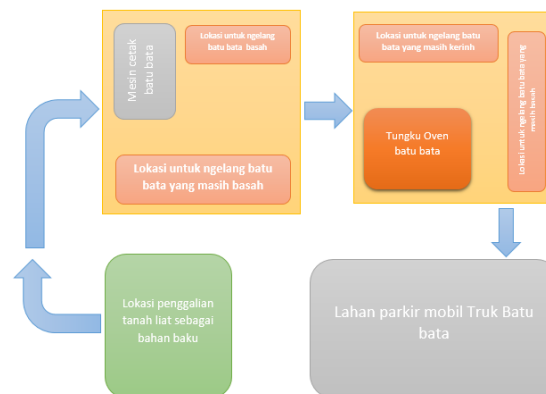 Mesin cetak
batu bata
Lokasi untuk ngelang
batu bata basah
Lokasi untuk ngelang batu
bata yang masih basah
Lokasi untuk ngelang batu
bata yang masih kerinh
Lokasi untuk ngelang batu bata yang
masih basah
Tungku Oven
batu bata
Lokasi penggalian
tanah liat sebagai
bahan baku
Lahan parkir mobil Truk Batu
bata